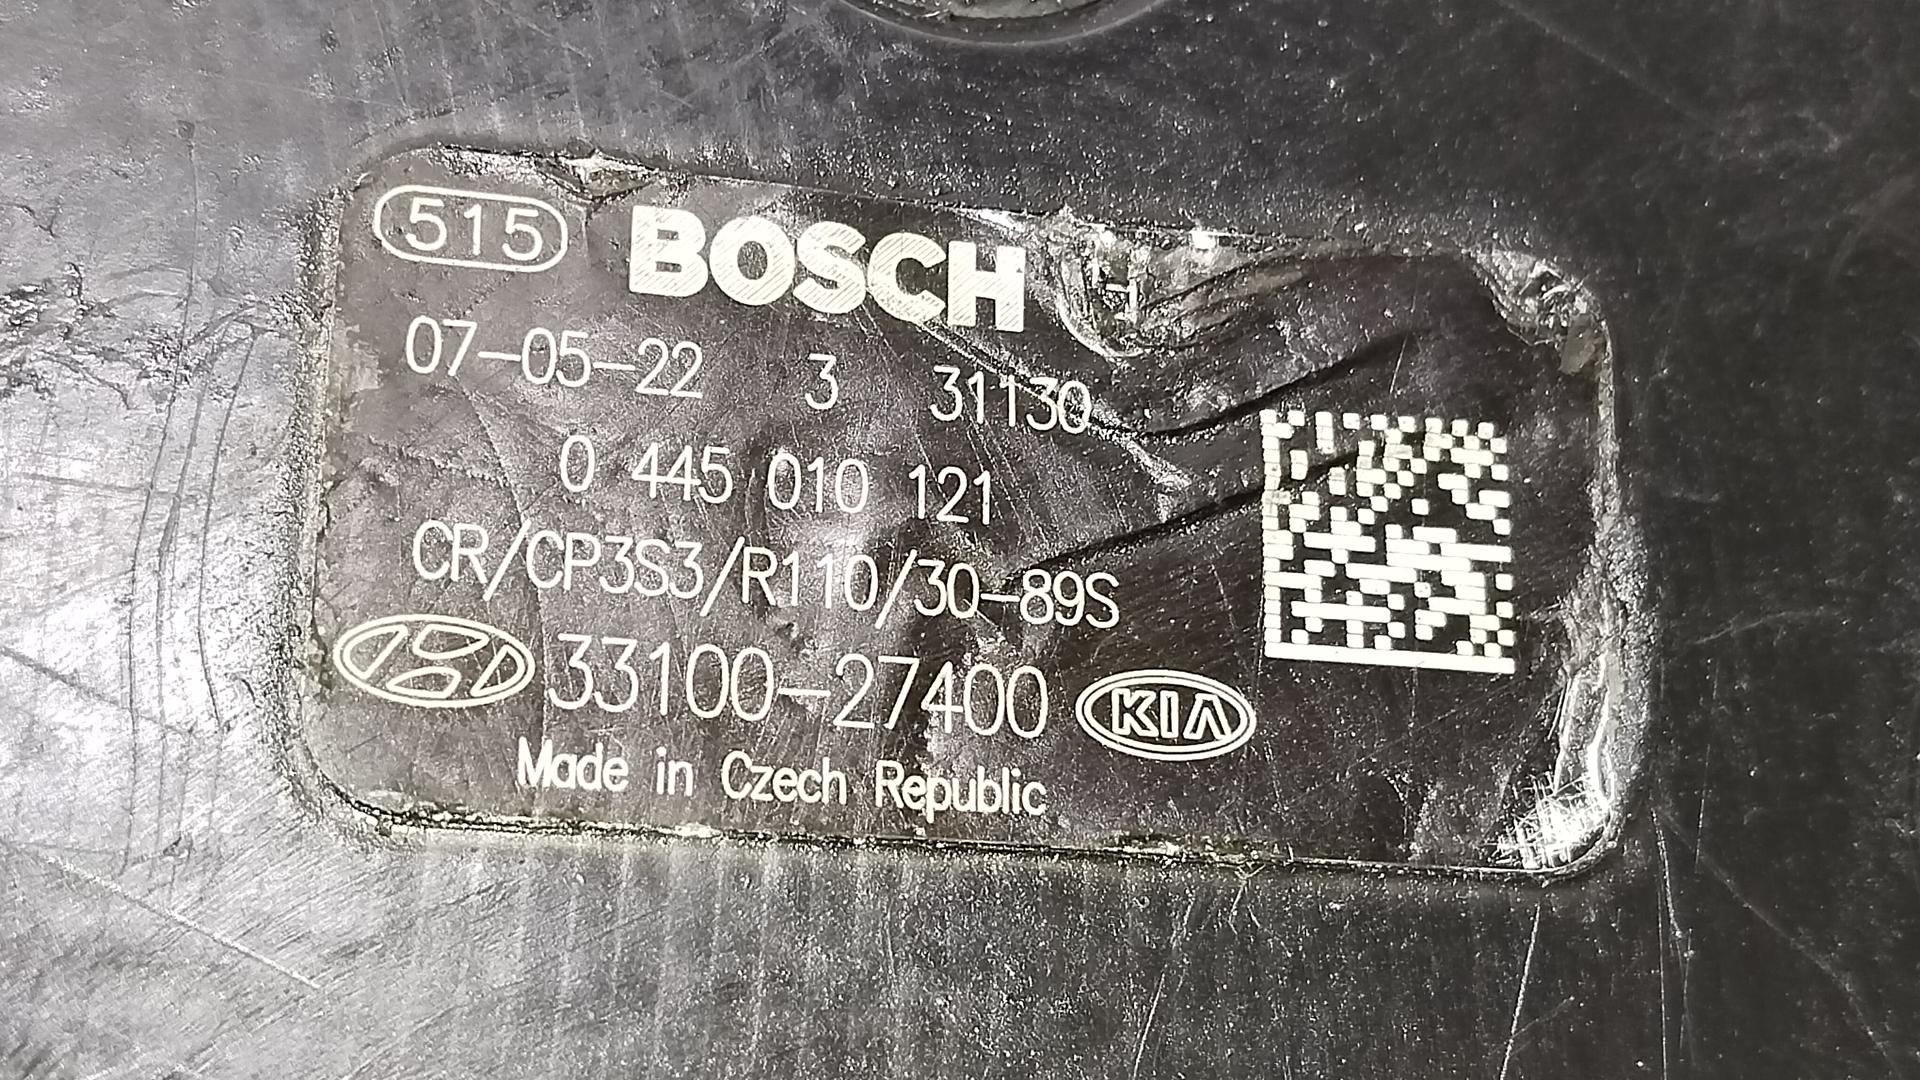 515 BOSCH H
07-05-22 3 31130
0 445 010 121
CR/CP3S3/R110/30-89S
33100-27400 KIA
Made in Czech Republic